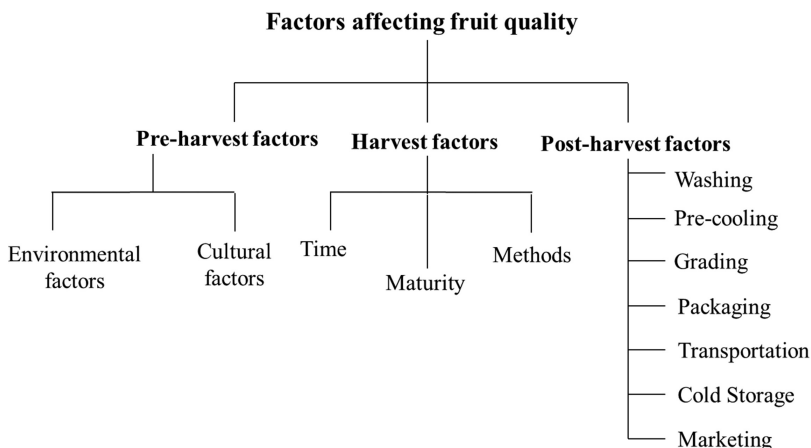 Factors affecting fruit quality
Pre-harvest factors
Harvest factors
Post-harvest factors
Environmental
factors
Cultural
factors
Time
Maturity
Methods
Washing
Pre-cooling
Grading
Packaging
Transportation
Cold Storage
Marketing